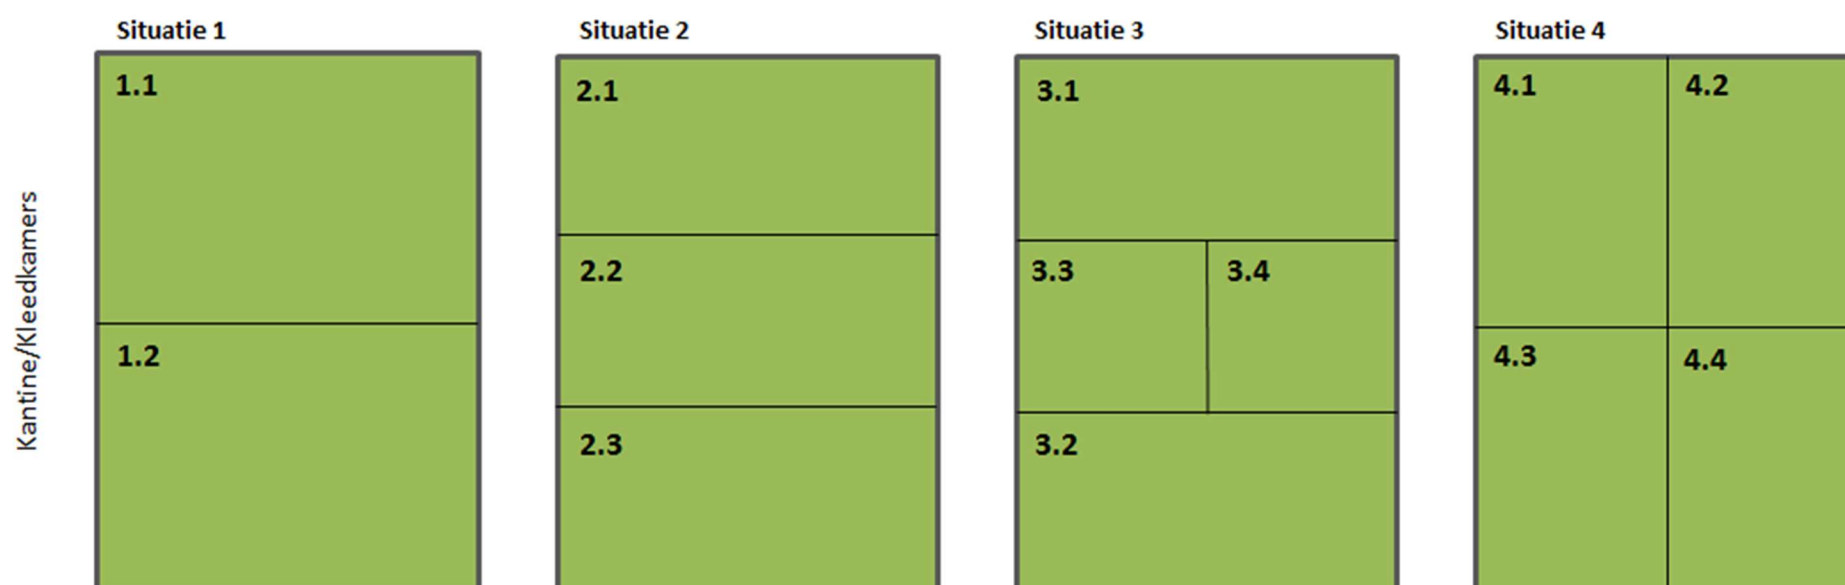 Situatie 1
Situatie 2
Situatie 3
Situatie 4
Kantine/Kleedkamers
1.1
1.2
2.1
2.2
2.3
3.1
3.3
3.4
3.2
4.1
4.2
4.3
4.4